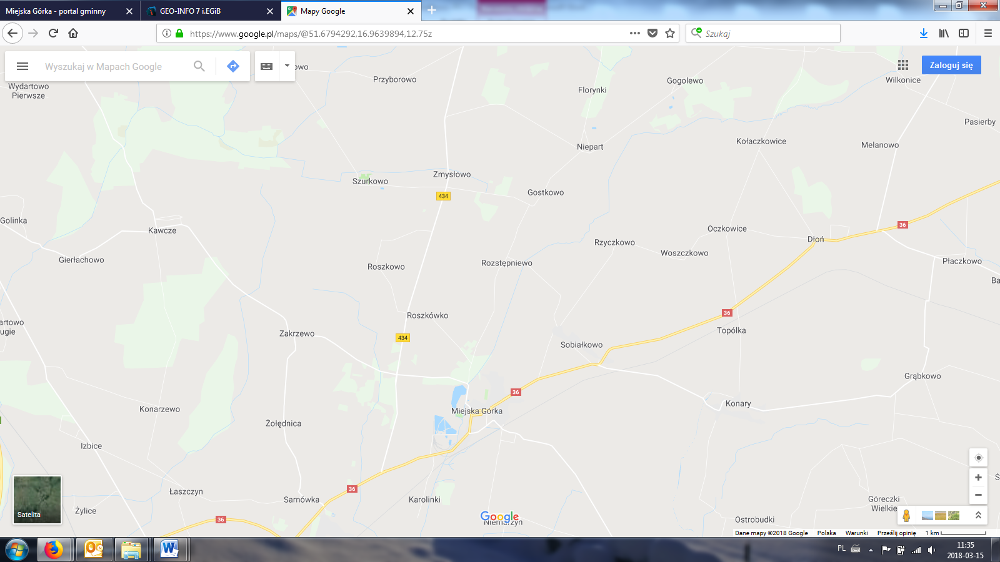 Miejska Górka - portal gminny
GEO-INFO 7 i.EGiB
Mapy Google
https://www.google.pl/maps/@51.6794292,16.9639894,12.75z
Szukaj
Wyszukaj w Mapach Google
Zaloguj się
Przyborowo
Gogolewo
Wilkonice
Wydartowo
Pierwsze
Florynki
Pasierby
Kołaczkowice
Melanowo
Niepart
Zmysłowo
Szurkowo
Gostkowo
434
Golinka
36
Kawcze
Oczkowice
Dłoń
Rzyczkowo
Woszczkowo
Gierłachowo
Płaczkowo
Roszkowo
Rozstępniewo
Ba
36
Roszkówko
artowo
ugie
Topólka
Zakrzewo
434
Sobiałkowo
Grąbkowo
36
Konary
Konarzewo
Miejska Górka
Żołędnica
Izbice
36
Łaszczyn
Sarnówka
Karolinki
Góreczki
Wielkie
Żylice
Satelita
36
Google
Niemarzyn
Ostrobudki
Dane mapy ©2018 Google Polska Warunki Prześlij opinię 1 km
PL
11:35
2018-03-15